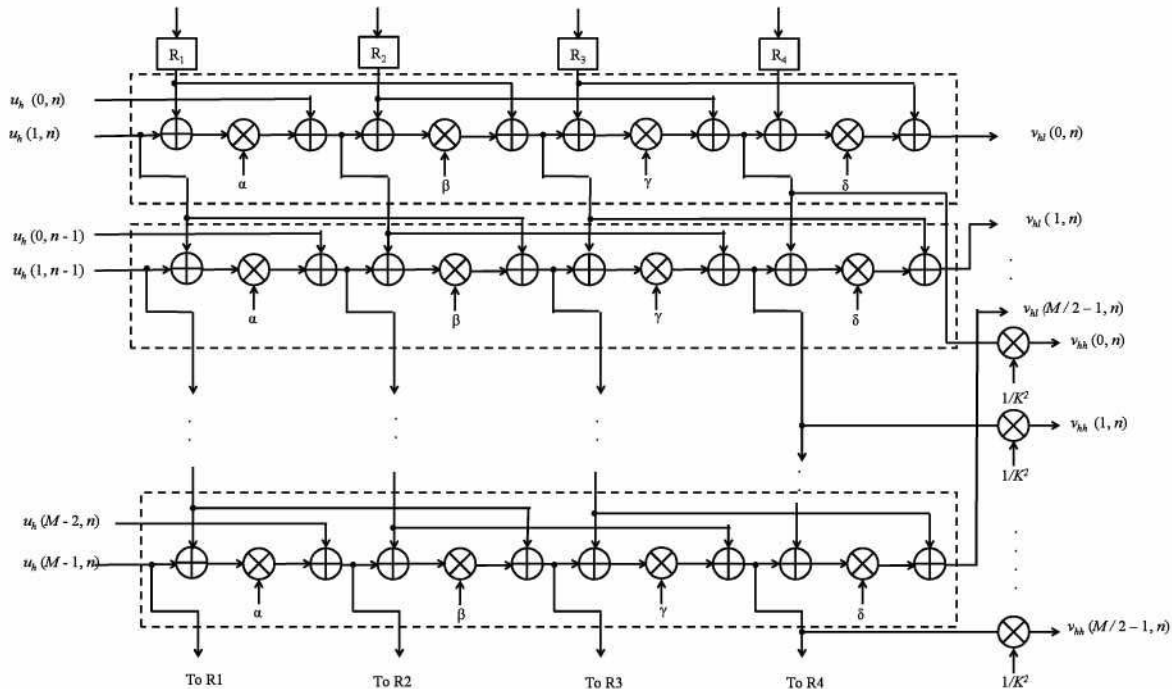 R₁ R₂ R₃ R₄
u_h (0, n)
u_h (1, n)
v_hl (0, n)
α β γ δ
v_hl (1, n)
u_h (0, n - 1)
u_h (1, n - 1)
v_hl (M / 2 – 1, n)
α β γ δ
v_hh (0, n)
1/K²
v_hh (1, n)
1/K²
u_h (M - 2, n)
u_h (M - 1, n)
α β γ δ
v_hh (M / 2 – 1, n)
To R1 To R2 To R3 To R4
1/K²